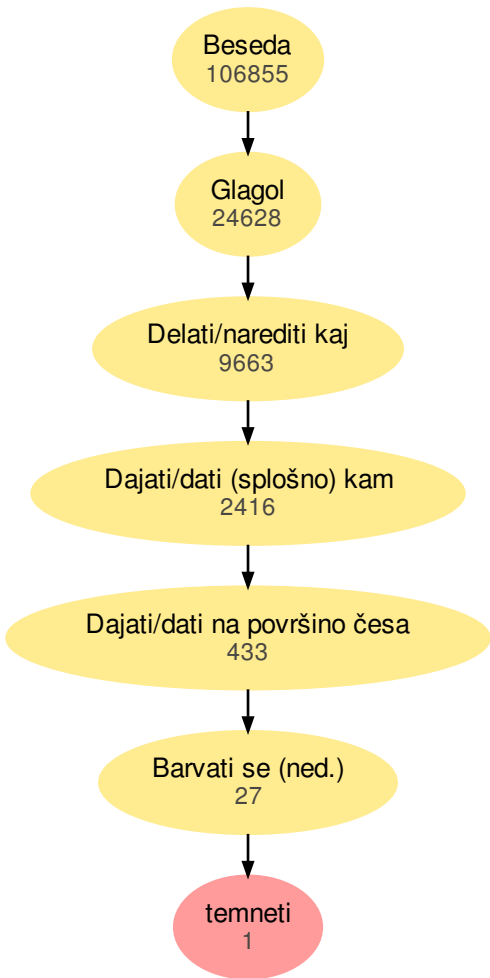 Beseda
106855
Glagol
24628
Delati/narediti kaj
9663
Dajati/dati (splošno) kam
2416
Dajati/dati na površino česa
433
Barvati se (ned.)
27
temneti
1